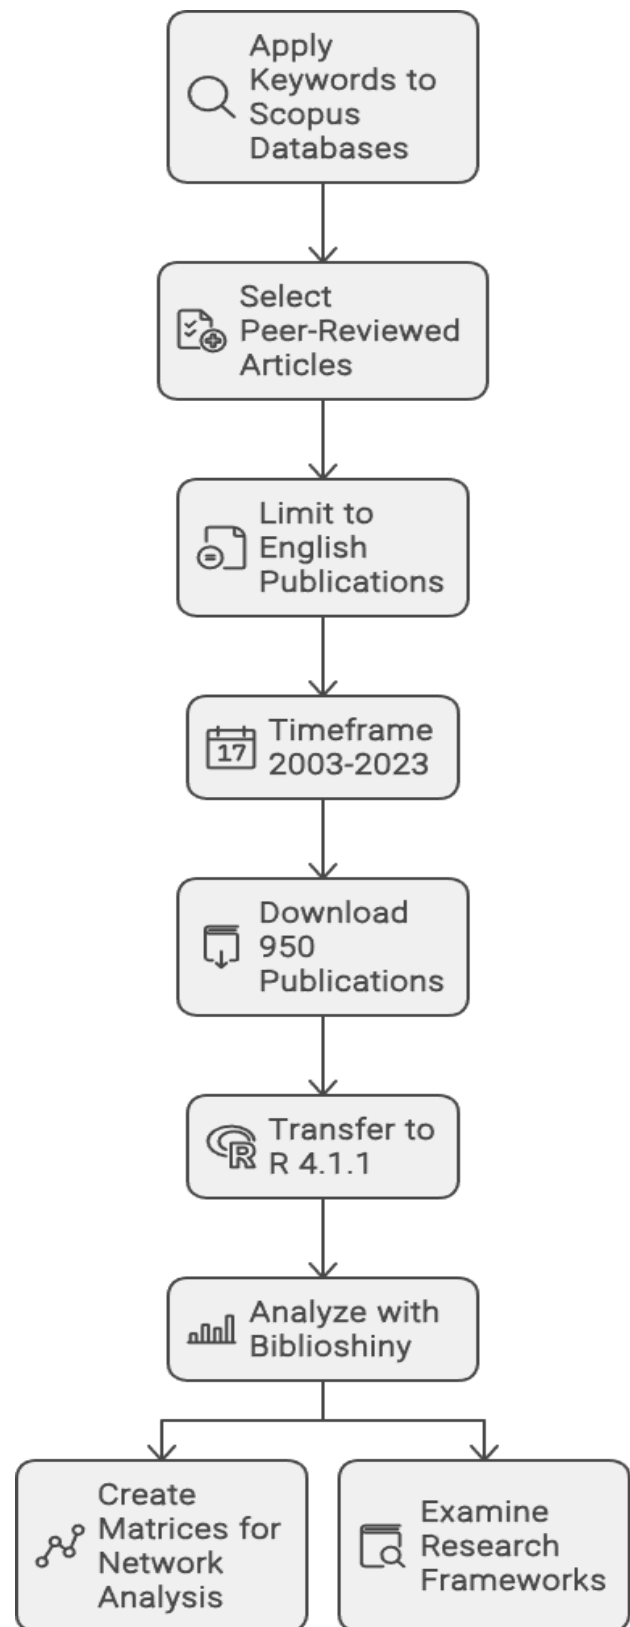 Apply
Keywords to
Scopus
Databases
Select
Peer-Reviewed
Articles
Limit to
English
Publications
17
Timeframe
2003-2023
Download
950
Publications
R
Transfer to
R 4.1.1
Analyze with
Biblioshiny
Create
Matrices for
Network
Analysis
Examine
Research
Frameworks